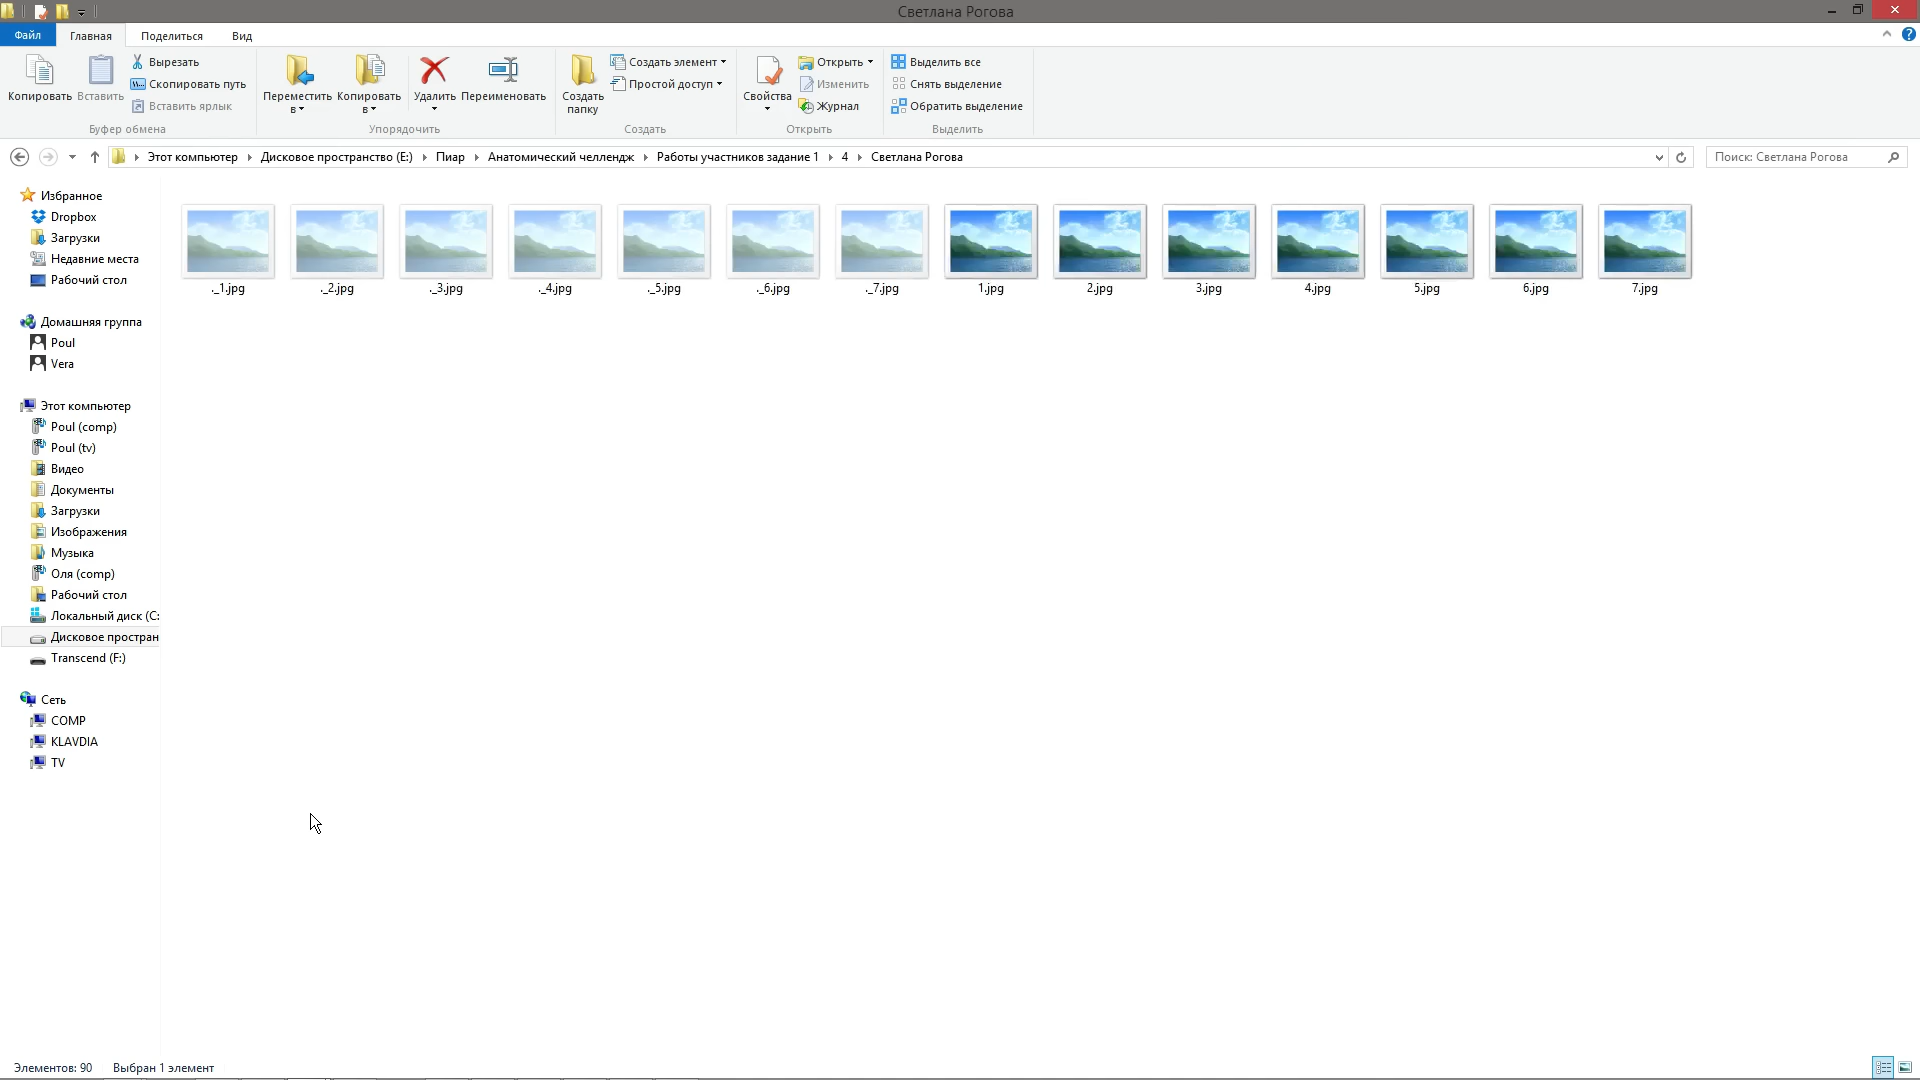 Светлана Рогова
Файл
Главная
Поделиться
Вид
Копировать
Вставить
Вырезать
Скопировать путь
Вставить ярлык
Буфер обмена
Переместить в
Копировать в
Удалить
Переименовать
Упорядочить
Создать папку
Создать элемент
Простой доступ
Создать
Свойства
Открыть
Изменить
Журнал
Открыть
Выделить все
Снять выделение
Обратить выделение
Выделить
Этот компьютер
Дисковое пространство (E:)
Пиар
Анатомический челлендж
Работы участников задание 1
4
Светлана Рогова
Поиск: Светлана Рогова
Избранное
Dropbox
Загрузки
Недавние места
Рабочий стол
Домашняя группа
Poul
Vera
Этот компьютер
Poul (comp)
Poul (tv)
Видео
Документы
Загрузки
Изображения
Музыка
Оля (comp)
Рабочий стол
Локальный диск (C:
Дисковое простран
Transcend (F:)
Сеть
COMP
KLAVDIA
TV
._1.jpg
._2.jpg
._3.jpg
._4.jpg
._5.jpg
._6.jpg
._7.jpg
1.jpg
2.jpg
3.jpg
4.jpg
5.jpg
6.jpg
7.jpg
Элементов: 90
Выбран 1 элемент